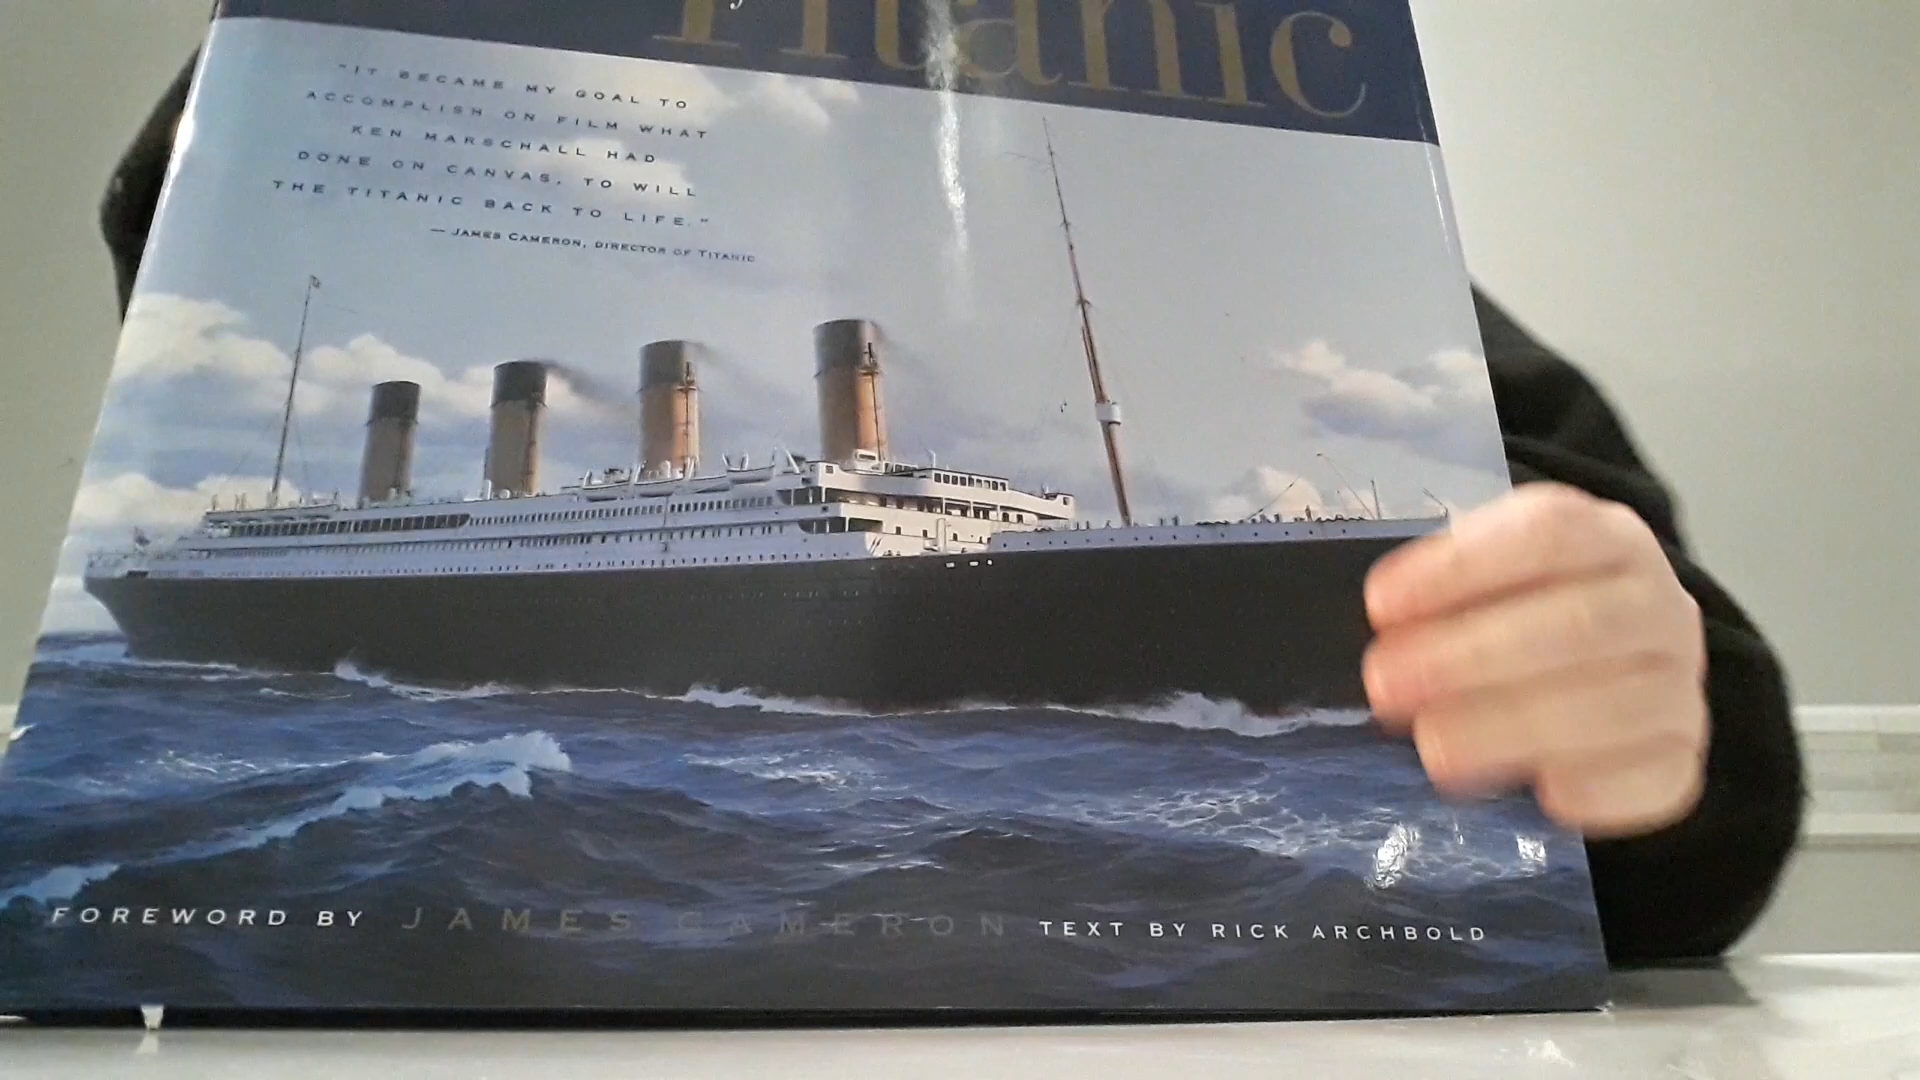 Titanic
"IT BECAME MY GOAL TO
ACCOMPLISH ON FILM WHAT
KEN MARSCHALL HAD
DONE ON CANVAS, TO WILL
THE TITANIC BACK TO LIFE."
— JAMES CAMERON, DIRECTOR OF TITANIC
FOREWORD BY JAMES CAMERON TEXT BY RICK ARCHBOLD